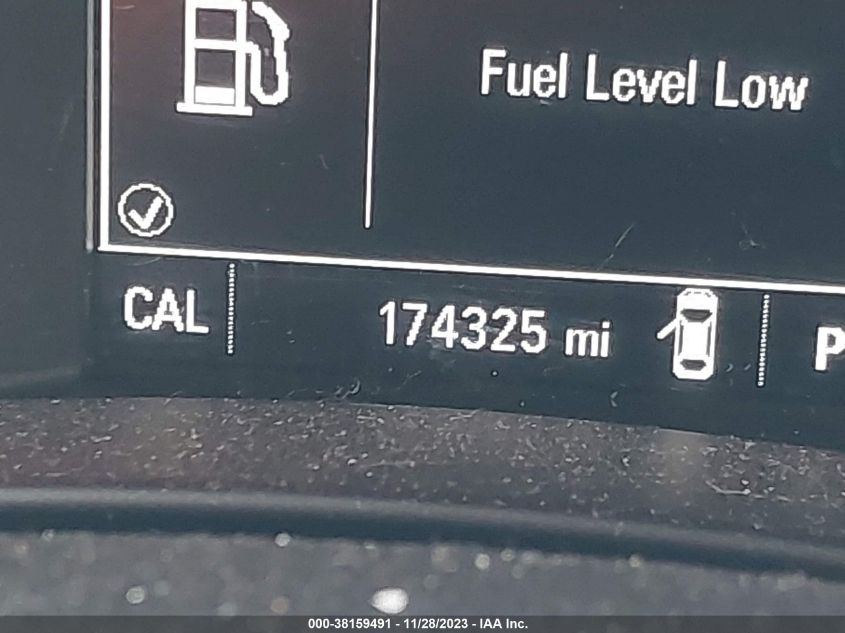 Fuel Level Low
CAL 174325 mi P
000-38159491 - 11/28/2023 - IAA Inc.